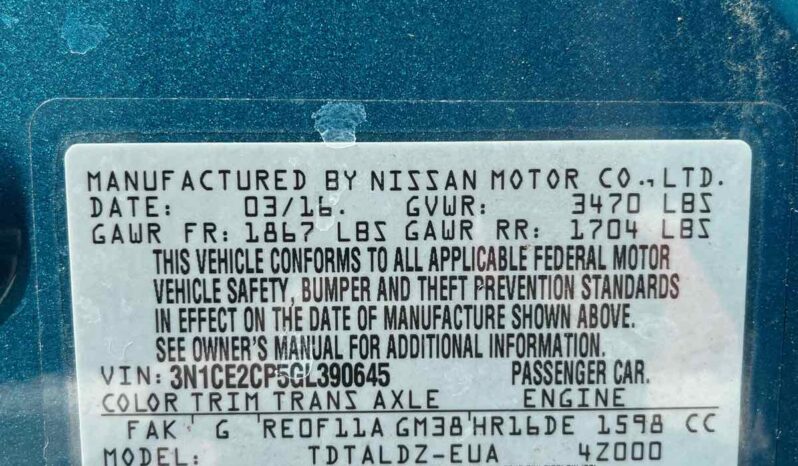 MANUFACTURED BY NISSAN MOTOR CO.,LTD.
DATE: 03/16. GVWR: 3470 LBS
GAWR FR: 1867 LBS GAWR RR: 1704 LBS
THIS VEHICLE CONFORMS TO ALL APPLICABLE FEDERAL MOTOR
VEHICLE SAFETY, BUMPER AND THEFT PREVENTION STANDARDS
IN EFFECT ON THE DATE OF MANUFACTURE SHOWN ABOVE.
SEE OWNER'S MANUAL FOR ADDITIONAL INFORMATION.
VIN: 3N1CE2CP5GL390645 PASSENGER CAR.
COLOR TRIM TRANS AXLE ENGINE
FAK G RE0F11A GM38 HR16DE 1598 CC
MODEL: TDTALDZ-EUA 4Z000